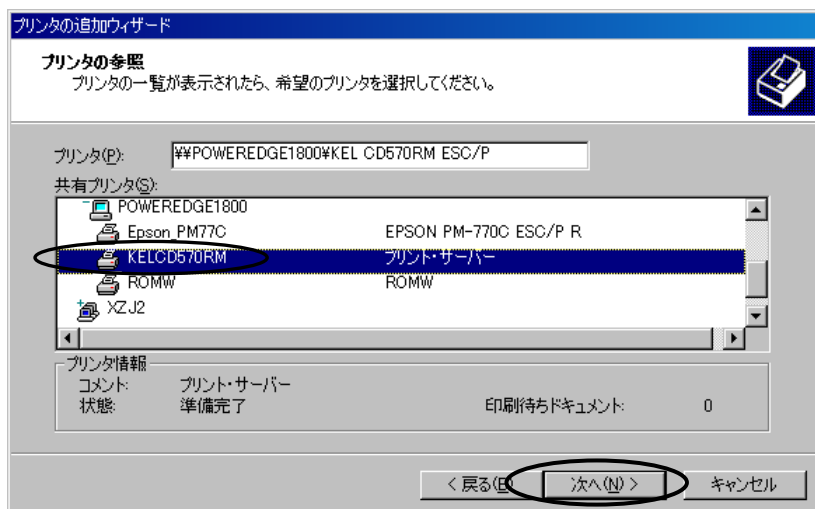 プリンタの追加ウィザード
プリンタの参照
プリンタの一覧が表示されたら、希望のプリンタを選択してください。
プリンタ(P): ¥¥POWEREDGE1800¥KEL CD570RM ESC/P
共有プリンタ(S):
POWEREDGE1800
Epson_PM77C EPSON PM-770C ESC/P R
KELCD570RM プリント・サーバー
ROMW ROMW
XZJ2
プリンタ情報
コメント: プリント・サーバー
状態: 準備完了 印刷待ちドキュメント: 0
< 戻る(B) 次へ(N) > キャンセル